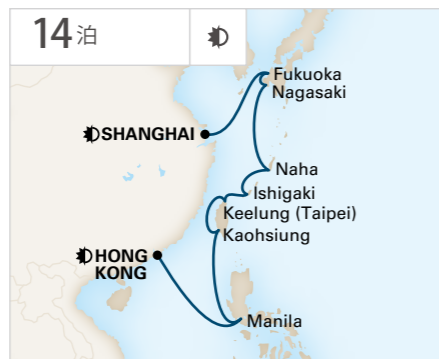 14泊
Fukuoka
Nagasaki
SHANGHAI
Naha
Ishigaki
Keelung (Taipei)
Kaohsiung
HONG
KONG
Manila